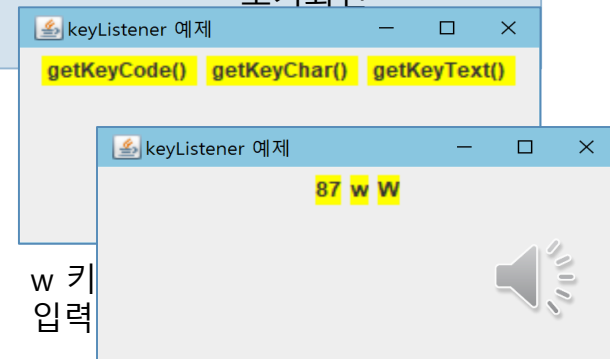 keyListener 예제
getKeyCode() getKeyChar() getKeyText()
keyListener 예제
87 w W
w 키
입력